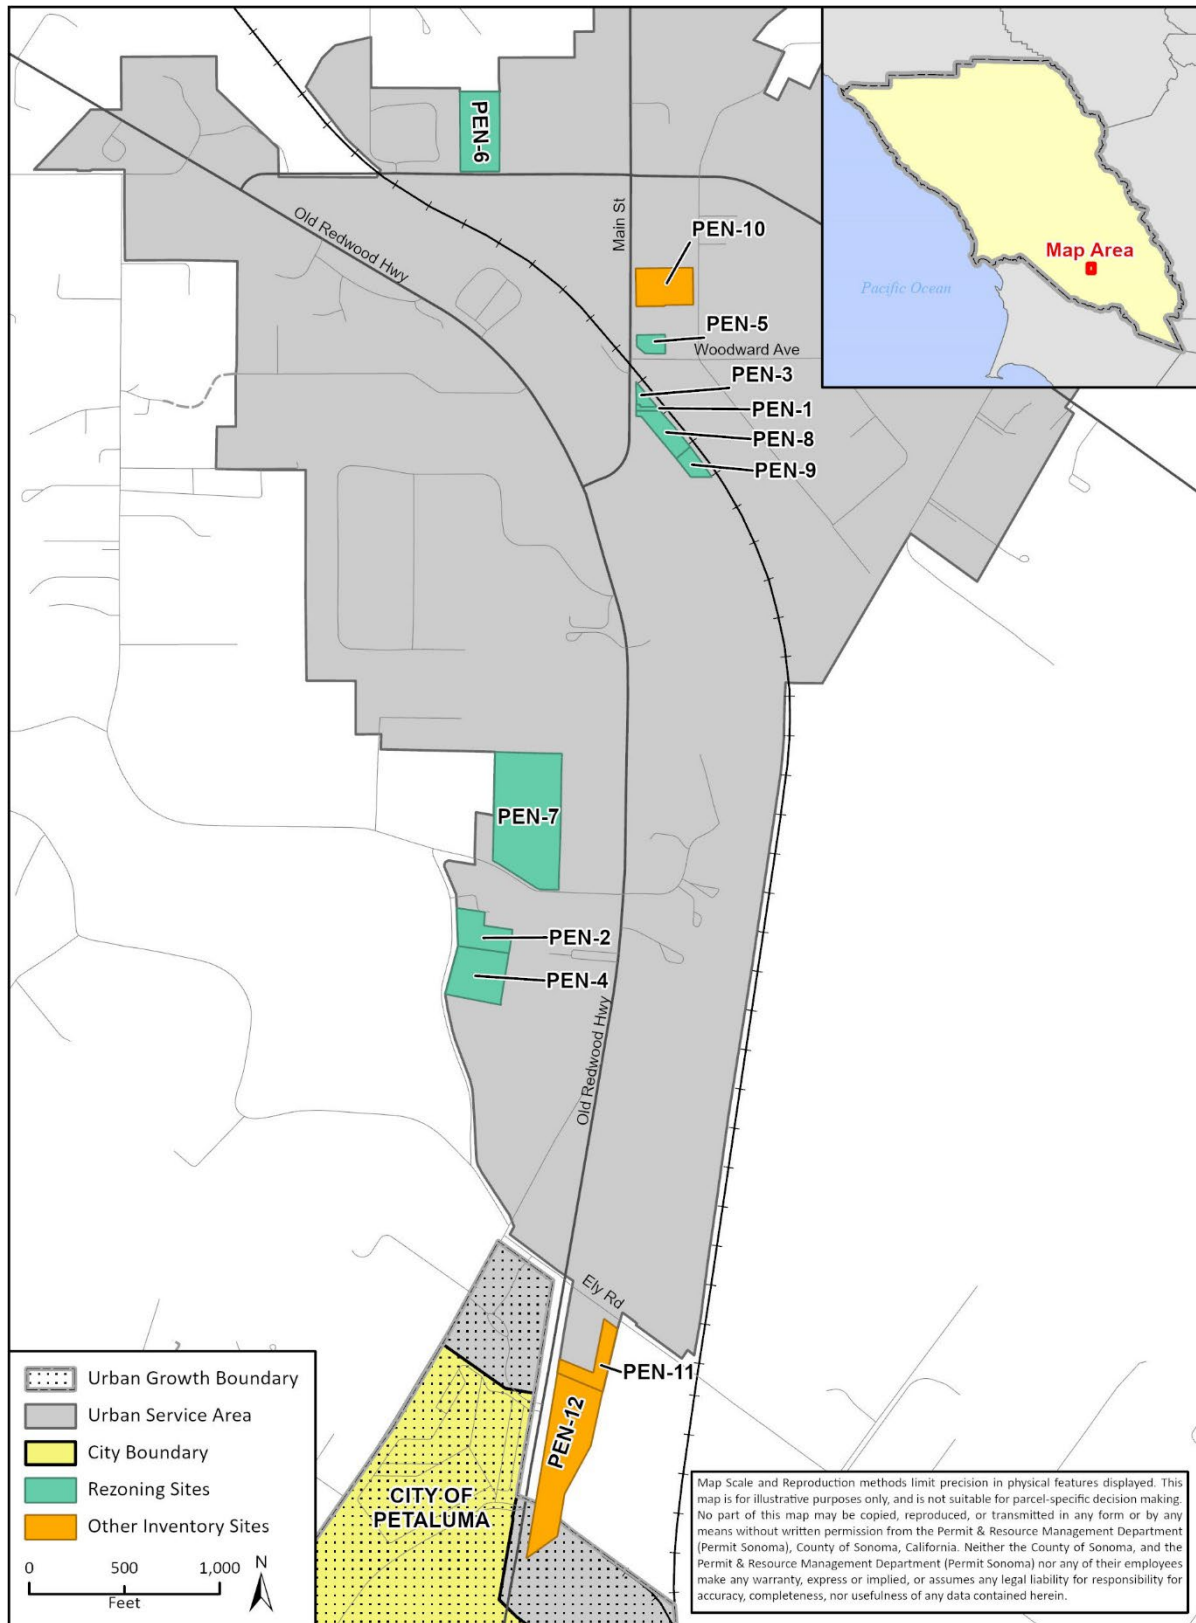 PEN-6
Old Redwood Hwy
Main St
PEN-10
PEN-5
Woodward Ave
PEN-3
PEN-1
PEN-8
PEN-9
Map Area
Pacific Ocean
PEN-7
PEN-2
PEN-4
Old Redwood Hwy
Ely Rd
PEN-11
PEN-12
CITY OF
PETALUMA
Urban Growth Boundary
Urban Service Area
City Boundary
Rezoning Sites
Other Inventory Sites
0 500 1,000
Feet
N
Map Scale and Reproduction methods limit precision in physical features displayed. This
map is for illustrative purposes only, and is not suitable for parcel-specific decision making.
No part of this map may be copied, reproduced, or transmitted in any form or by any
means without written permission from the Permit & Resource Management Department
(Permit Sonoma), County of Sonoma, California. Neither the County of Sonoma, and the
Permit & Resource Management Department (Permit Sonoma) nor any of their employees
make any warranty, express or implied, or assumes any legal liability for responsibility for
accuracy, completeness, nor usefulness of any data contained herein.